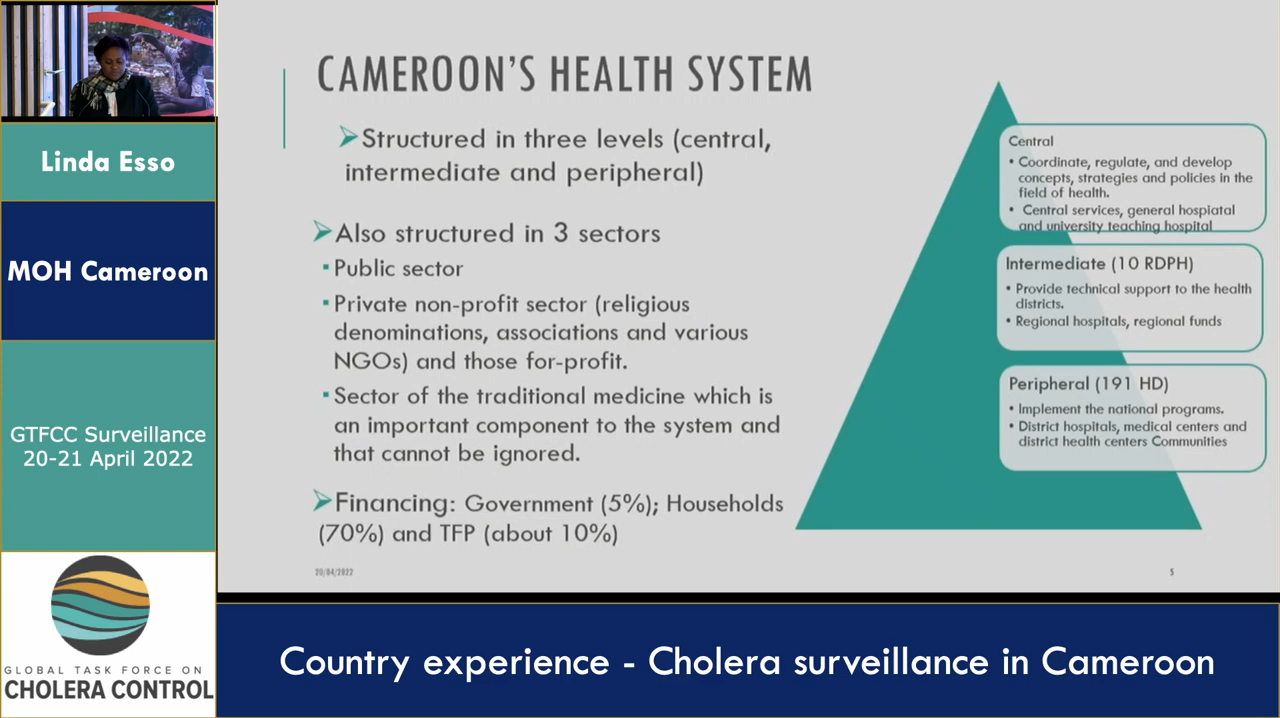 Linda Esso
MOH Cameroon
GTFCC Surveillance
20-21 April 2022
GLOBAL TASK FORCE ON
CHOLERA CONTROL
CAMEROON'S HEALTH SYSTEM
Structured in three levels (central,
intermediate and peripheral)
Also structured in 3 sectors
Public sector
Private non-profit sector (religious
denominations, associations and various
NGOs) and those for-profit.
Sector of the traditional medicine which is
an important component to the system and
that cannot be ignored.
Financing: Government (5%); Households
(70%) and TFP (about 10%)
Central
• Coordinate, regulate, and develop
concepts, strategies and policies in the
field of health.
• Central services, general hospiatal
and university teaching hospital
Intermediate (10 RDPH)
• Provide technical support to the health
districts.
• Regional hospitals, regional funds
Peripheral (191 HD)
• Implement the national programs.
• District hospitals, medical centers and
district health centers Communities
20/04/2022
5
Country experience - Cholera surveillance in Cameroon